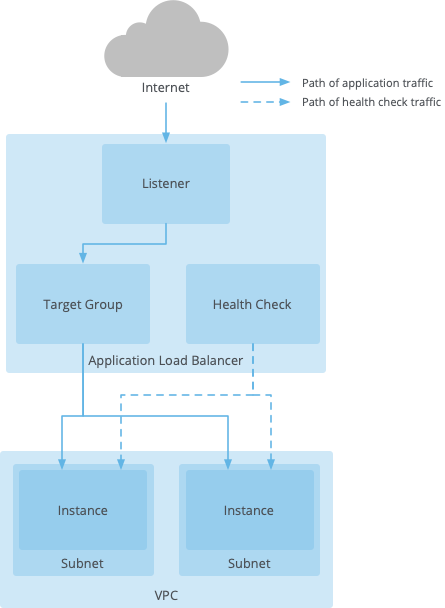 Internet
Path of application traffic
Path of health check traffic
Listener
Target Group
Health Check
Application Load Balancer
Instance
Instance
Subnet
Subnet
VPC